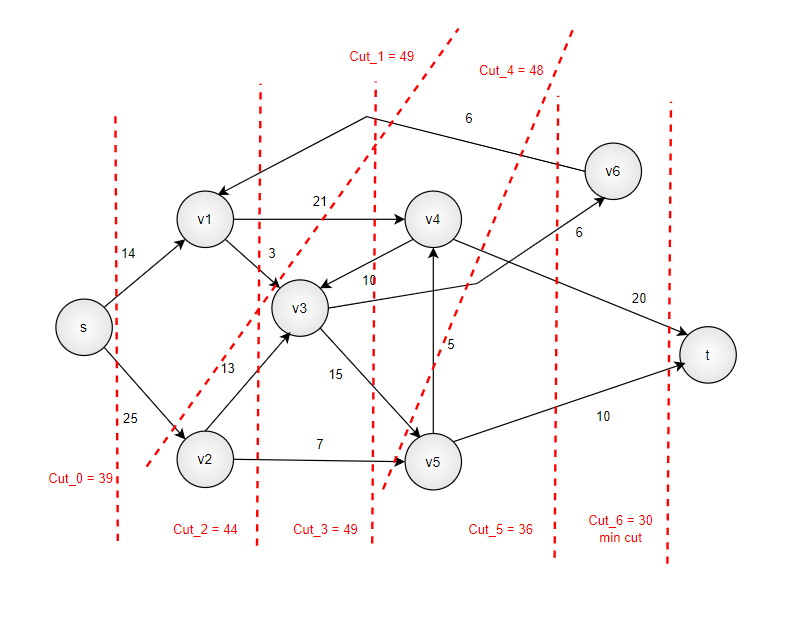 Cut_1 = 49
Cut_4 = 48
6
v6
21
v1
v4
6
14
3
10
v3
20
s
5
t
13
15
25
10
7
v2
v5
Cut_0 = 39
Cut_2 = 44
Cut_3 = 49
Cut_5 = 36
Cut_6 = 30
min cut